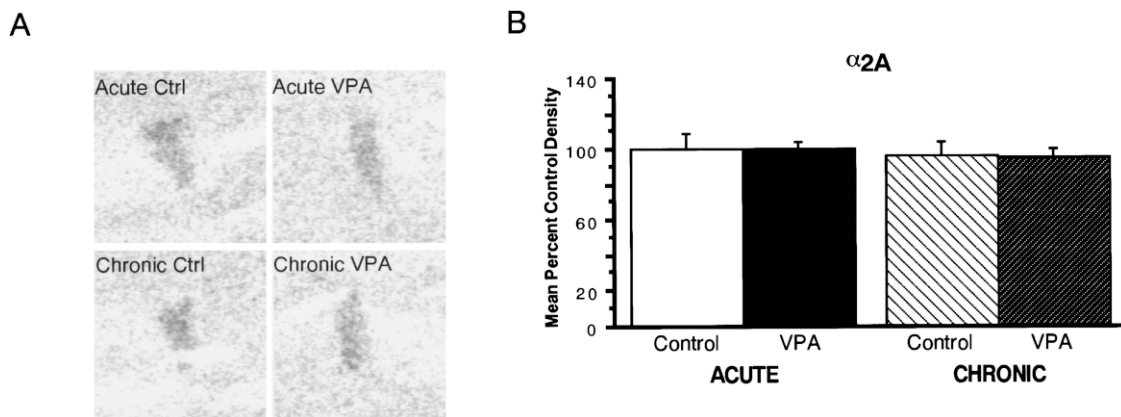 A
Acute Ctrl
Acute VPA
Chronic Ctrl
Chronic VPA
B
α2A
Mean Percent Control Density
140
100
60
20
0
Control
VPA
Control
VPA
ACUTE
CHRONIC